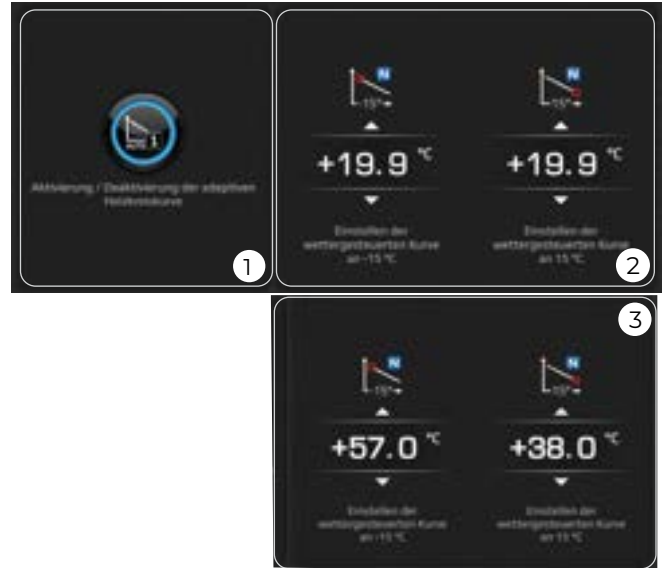 Aktivierung / Deaktivierung der adaptiven
Heizkreiskurve
1
N
-15°
+19.9 °C
Einstellen der
wettergesteuerten Kurve
an -15 °C
N
15°
+19.9 °C
Einstellen der
wettergesteuerten Kurve
an 15 °C
2
3
N
-15°
+57.0 °C
Einstellen der
wettergesteuerten Kurve
an -15 °C
N
15°
+38.0 °C
Einstellen der
wettergesteuerten Kurve
an 15 °C